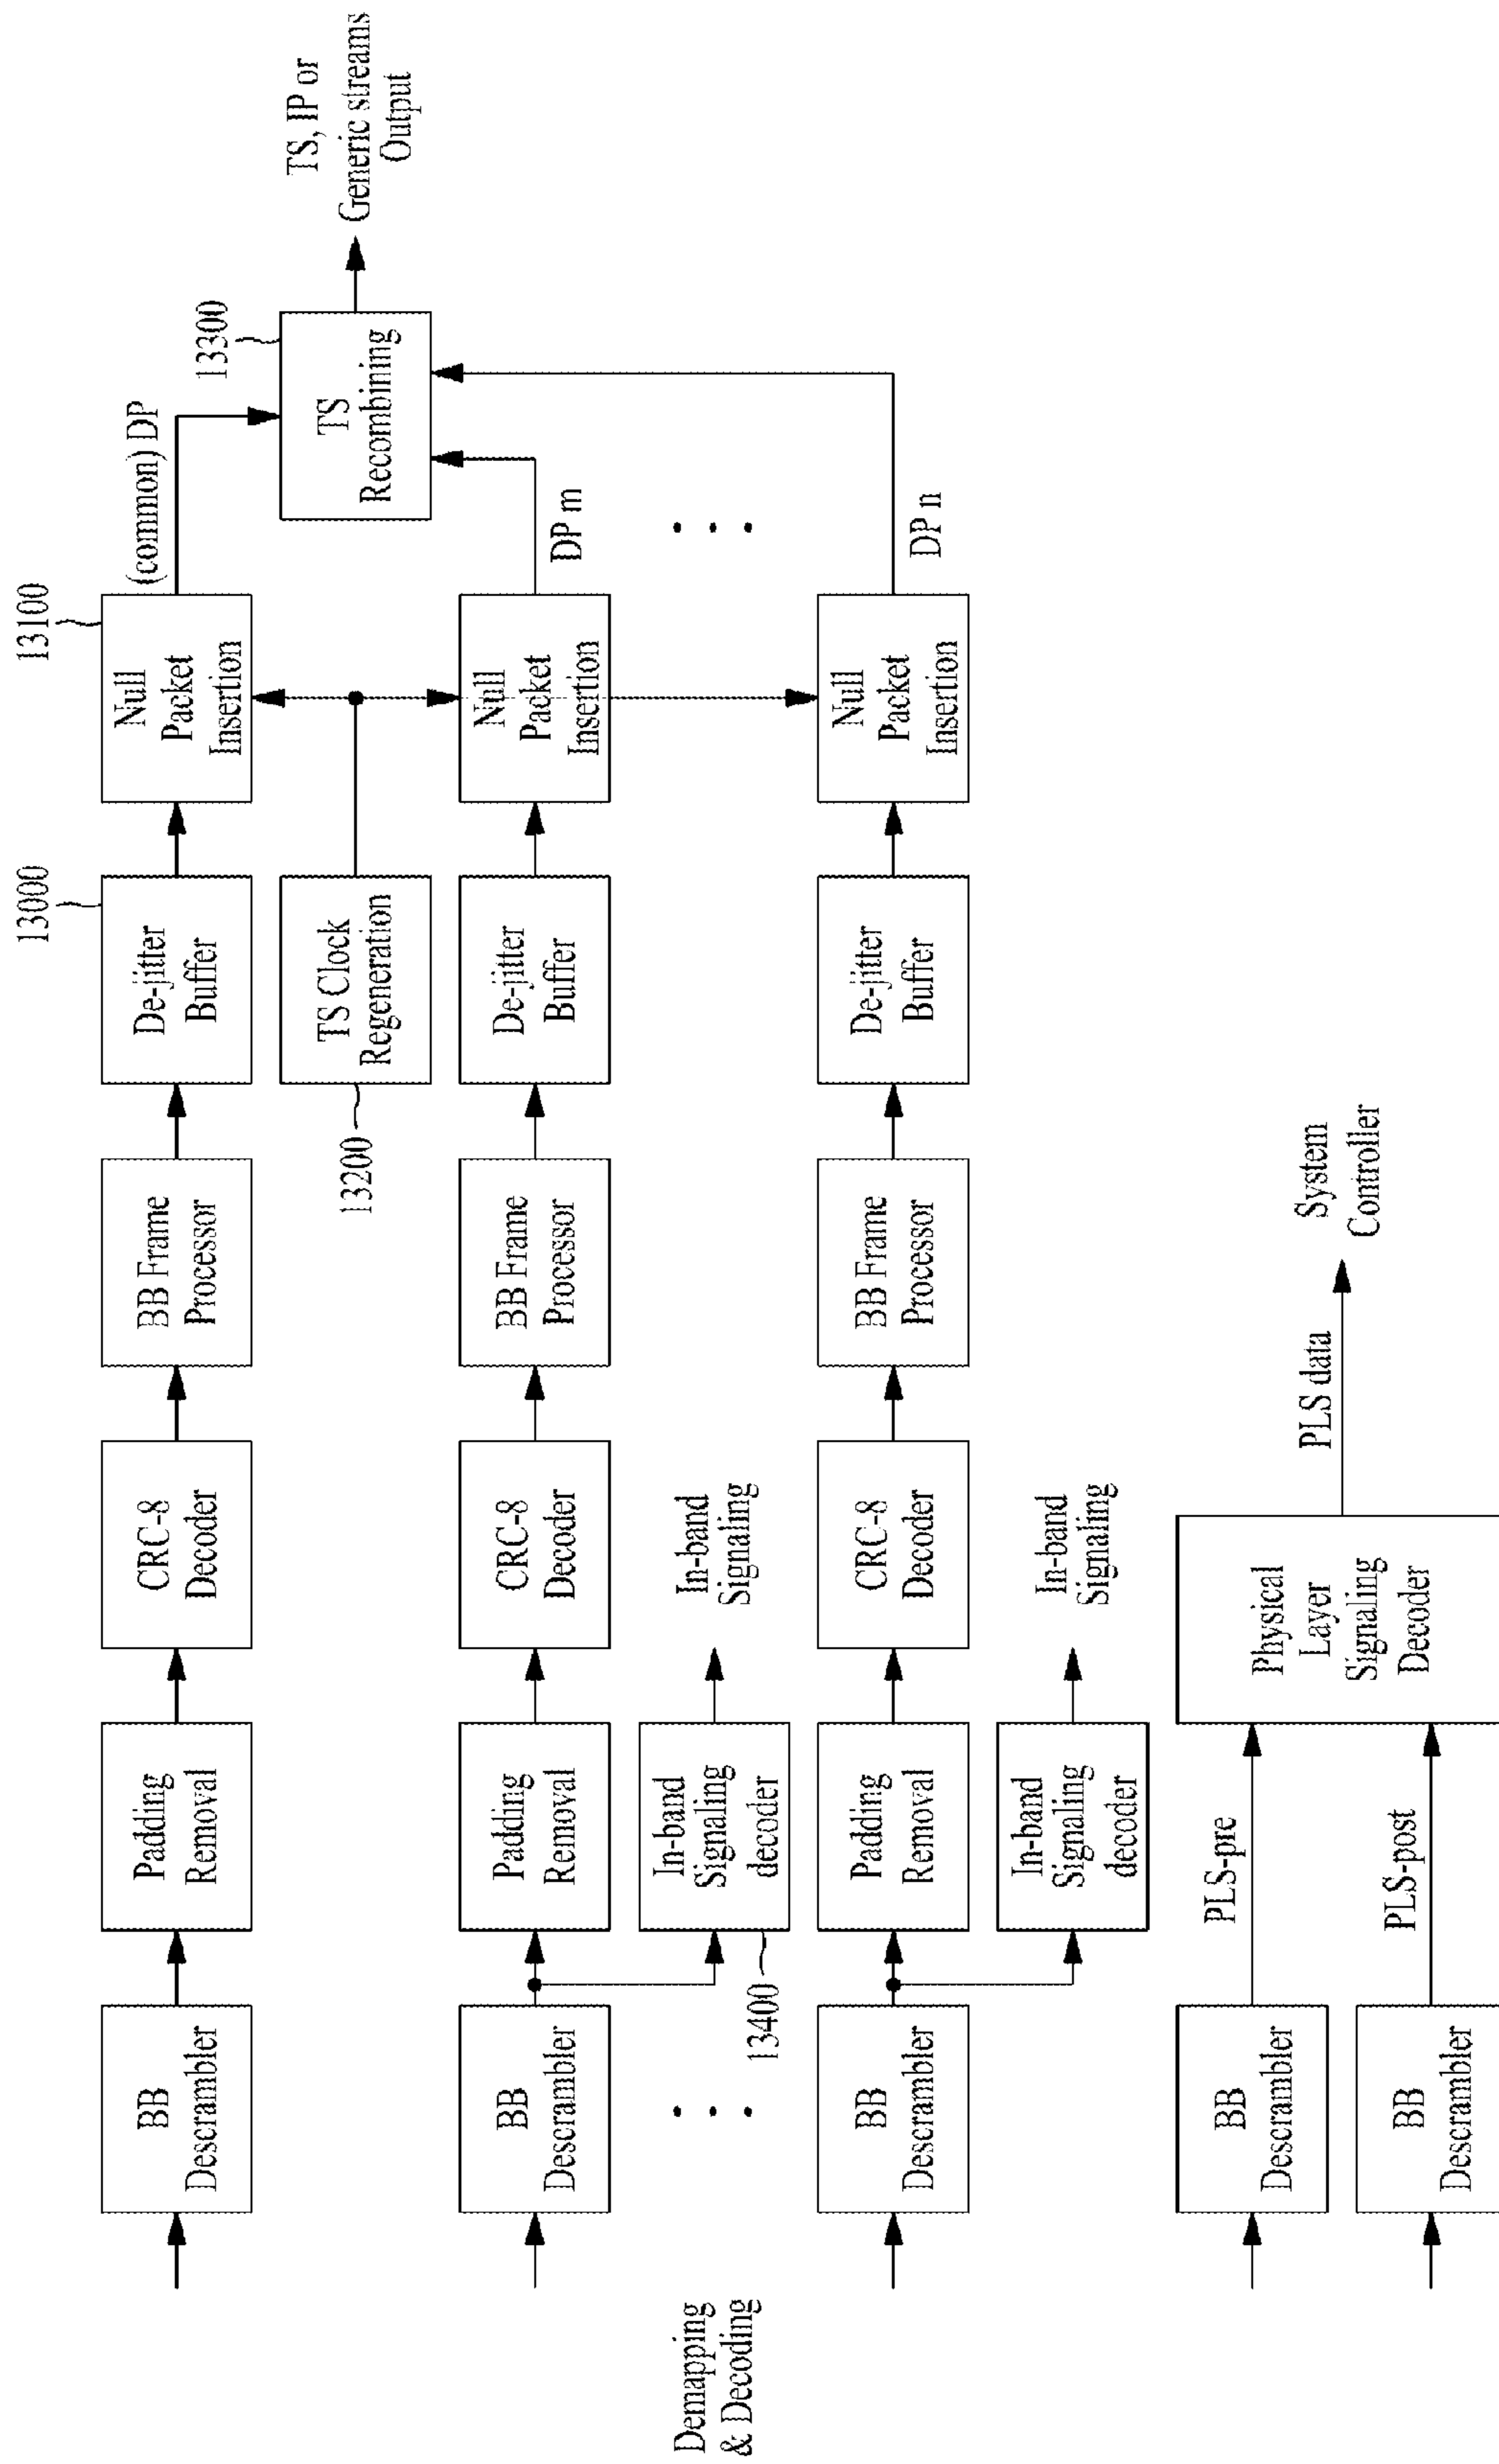 Demapping
& Decoding
BB
Descrambler
Padding
Removal
CRC-8
Decoder
BB Frame
Processor
De-jitter
Buffer
13000
Null
Packet
Insertion
13100
(common) DP
TS Clock
Regeneration
13200
TS
Recombining
13300
TS, IP or
Generic streams
Output
BB
Descrambler
Padding
Removal
CRC-8
Decoder
BB Frame
Processor
De-jitter
Buffer
Null
Packet
Insertion
DP m
In-band
Signaling
decoder
13400
In-band
Signaling
BB
Descrambler
Padding
Removal
CRC-8
Decoder
BB Frame
Processor
De-jitter
Buffer
Null
Packet
Insertion
DP n
In-band
Signaling
decoder
In-band
Signaling
BB
Descrambler
PLS-pre
BB
Descrambler
PLS-post
Physical
Layer
Signaling
Decoder
PLS data
System
Controller